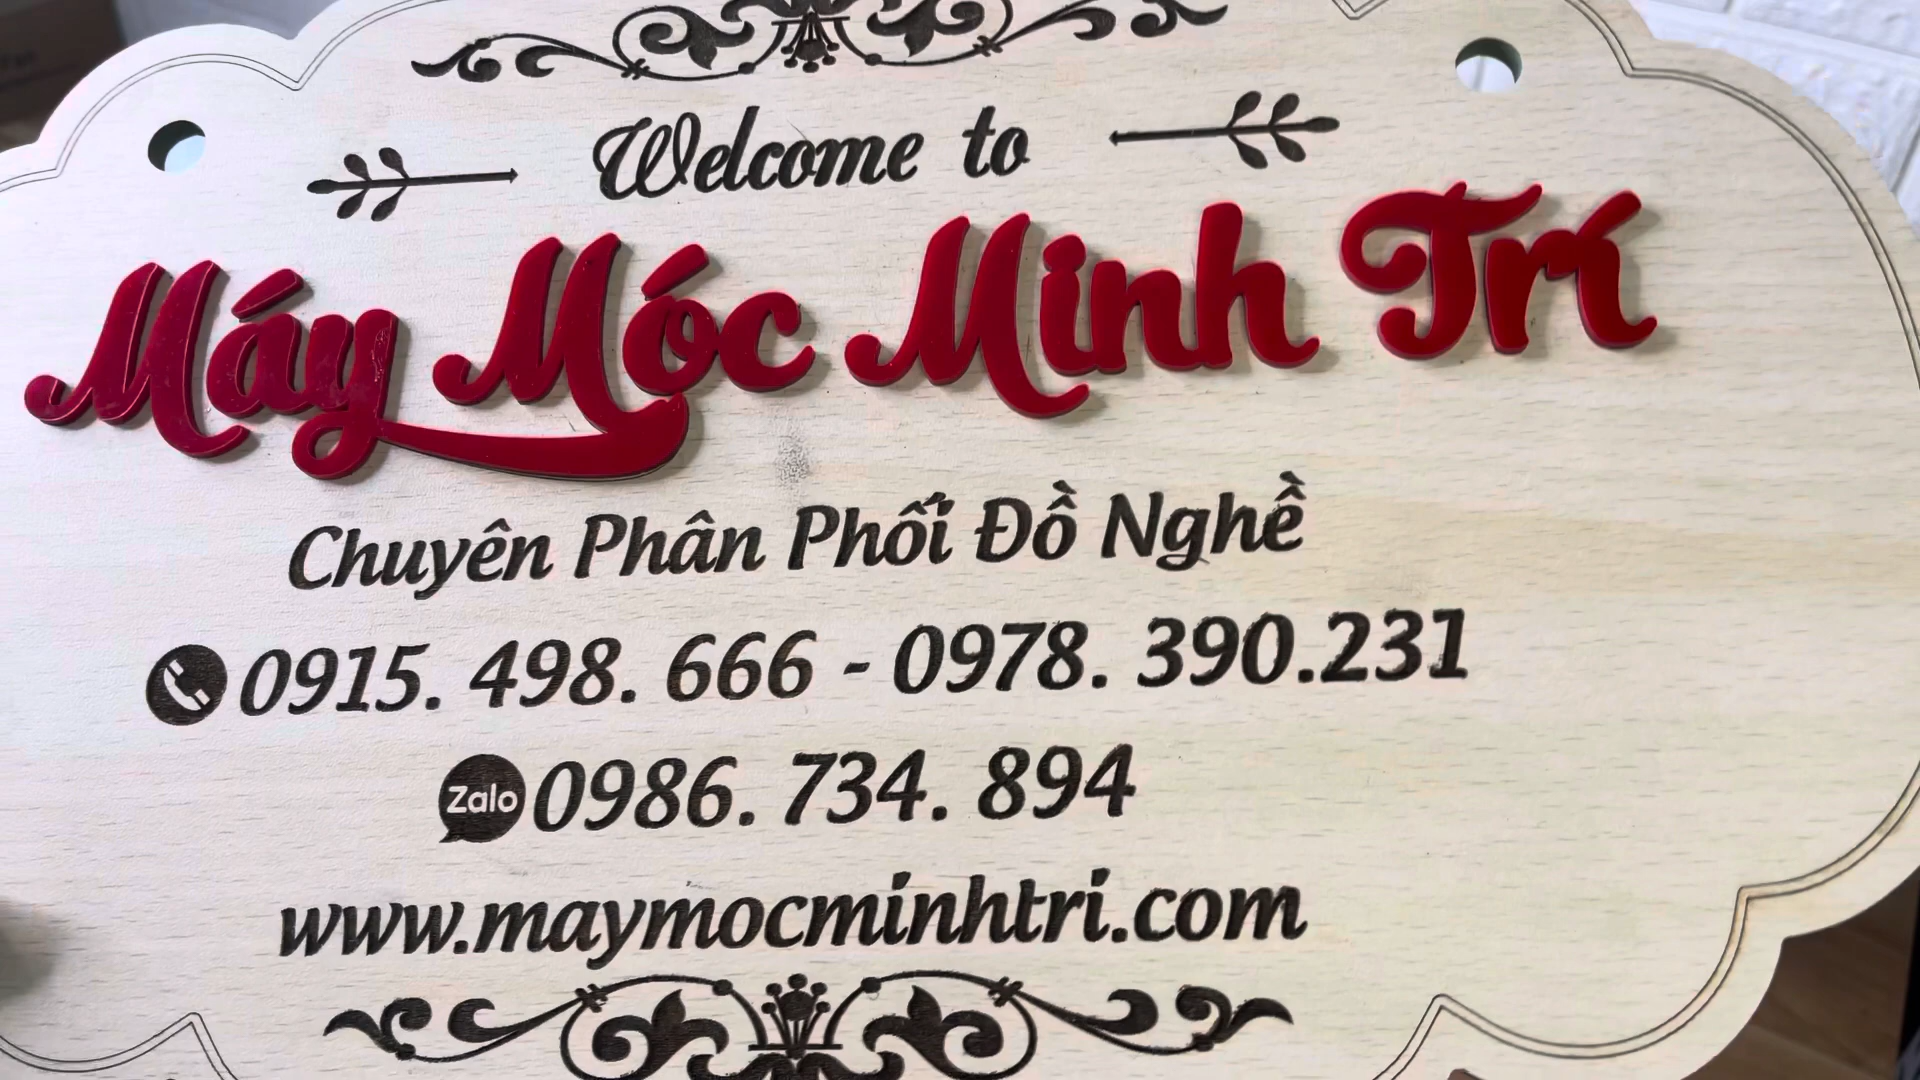 Welcome to
Máy Móc Minh Trí
Chuyên Phân Phối Đồ Nghề
0915. 498. 666 - 0978. 390.231
Zalo 0986. 734. 894
www.maymocminhtri.com